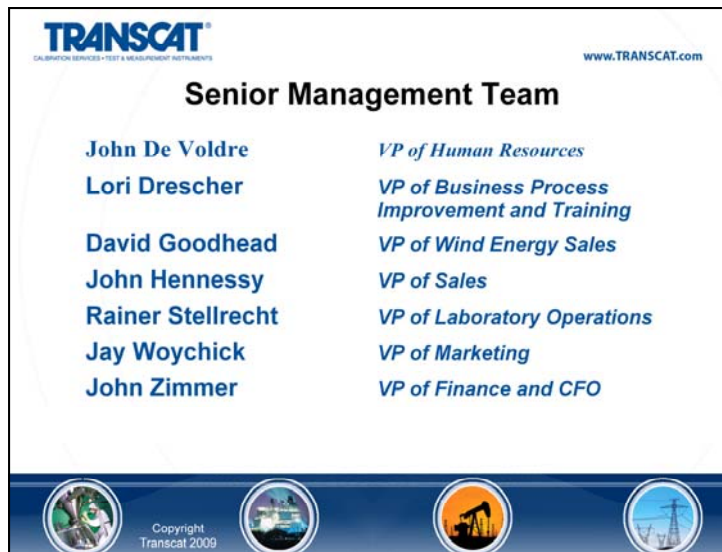 TRANSCAT®
CALIBRATION SERVICES • TEST & MEASUREMENT INSTRUMENTS
www.TRANSCAT.com
Senior Management Team
John De Voldre VP of Human Resources
Lori Drescher VP of Business Process
Improvement and Training
David Goodhead VP of Wind Energy Sales
John Hennessy VP of Sales
Rainer Stellrecht VP of Laboratory Operations
Jay Woychick VP of Marketing
John Zimmer VP of Finance and CFO
Copyright
Transcat 2009